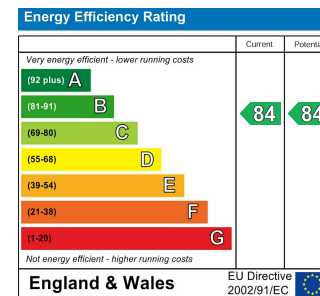 Energy Efficiency Rating
Current Potenti
Very energy efficient - lower running costs
(92 plus) A
(81-91) B
84 84
(69-80) C
(55-68) D
(39-54) E
(21-38) F
(1-20) G
Not energy efficient - higher running costs
England & Wales
EU Directive
2002/91/EC